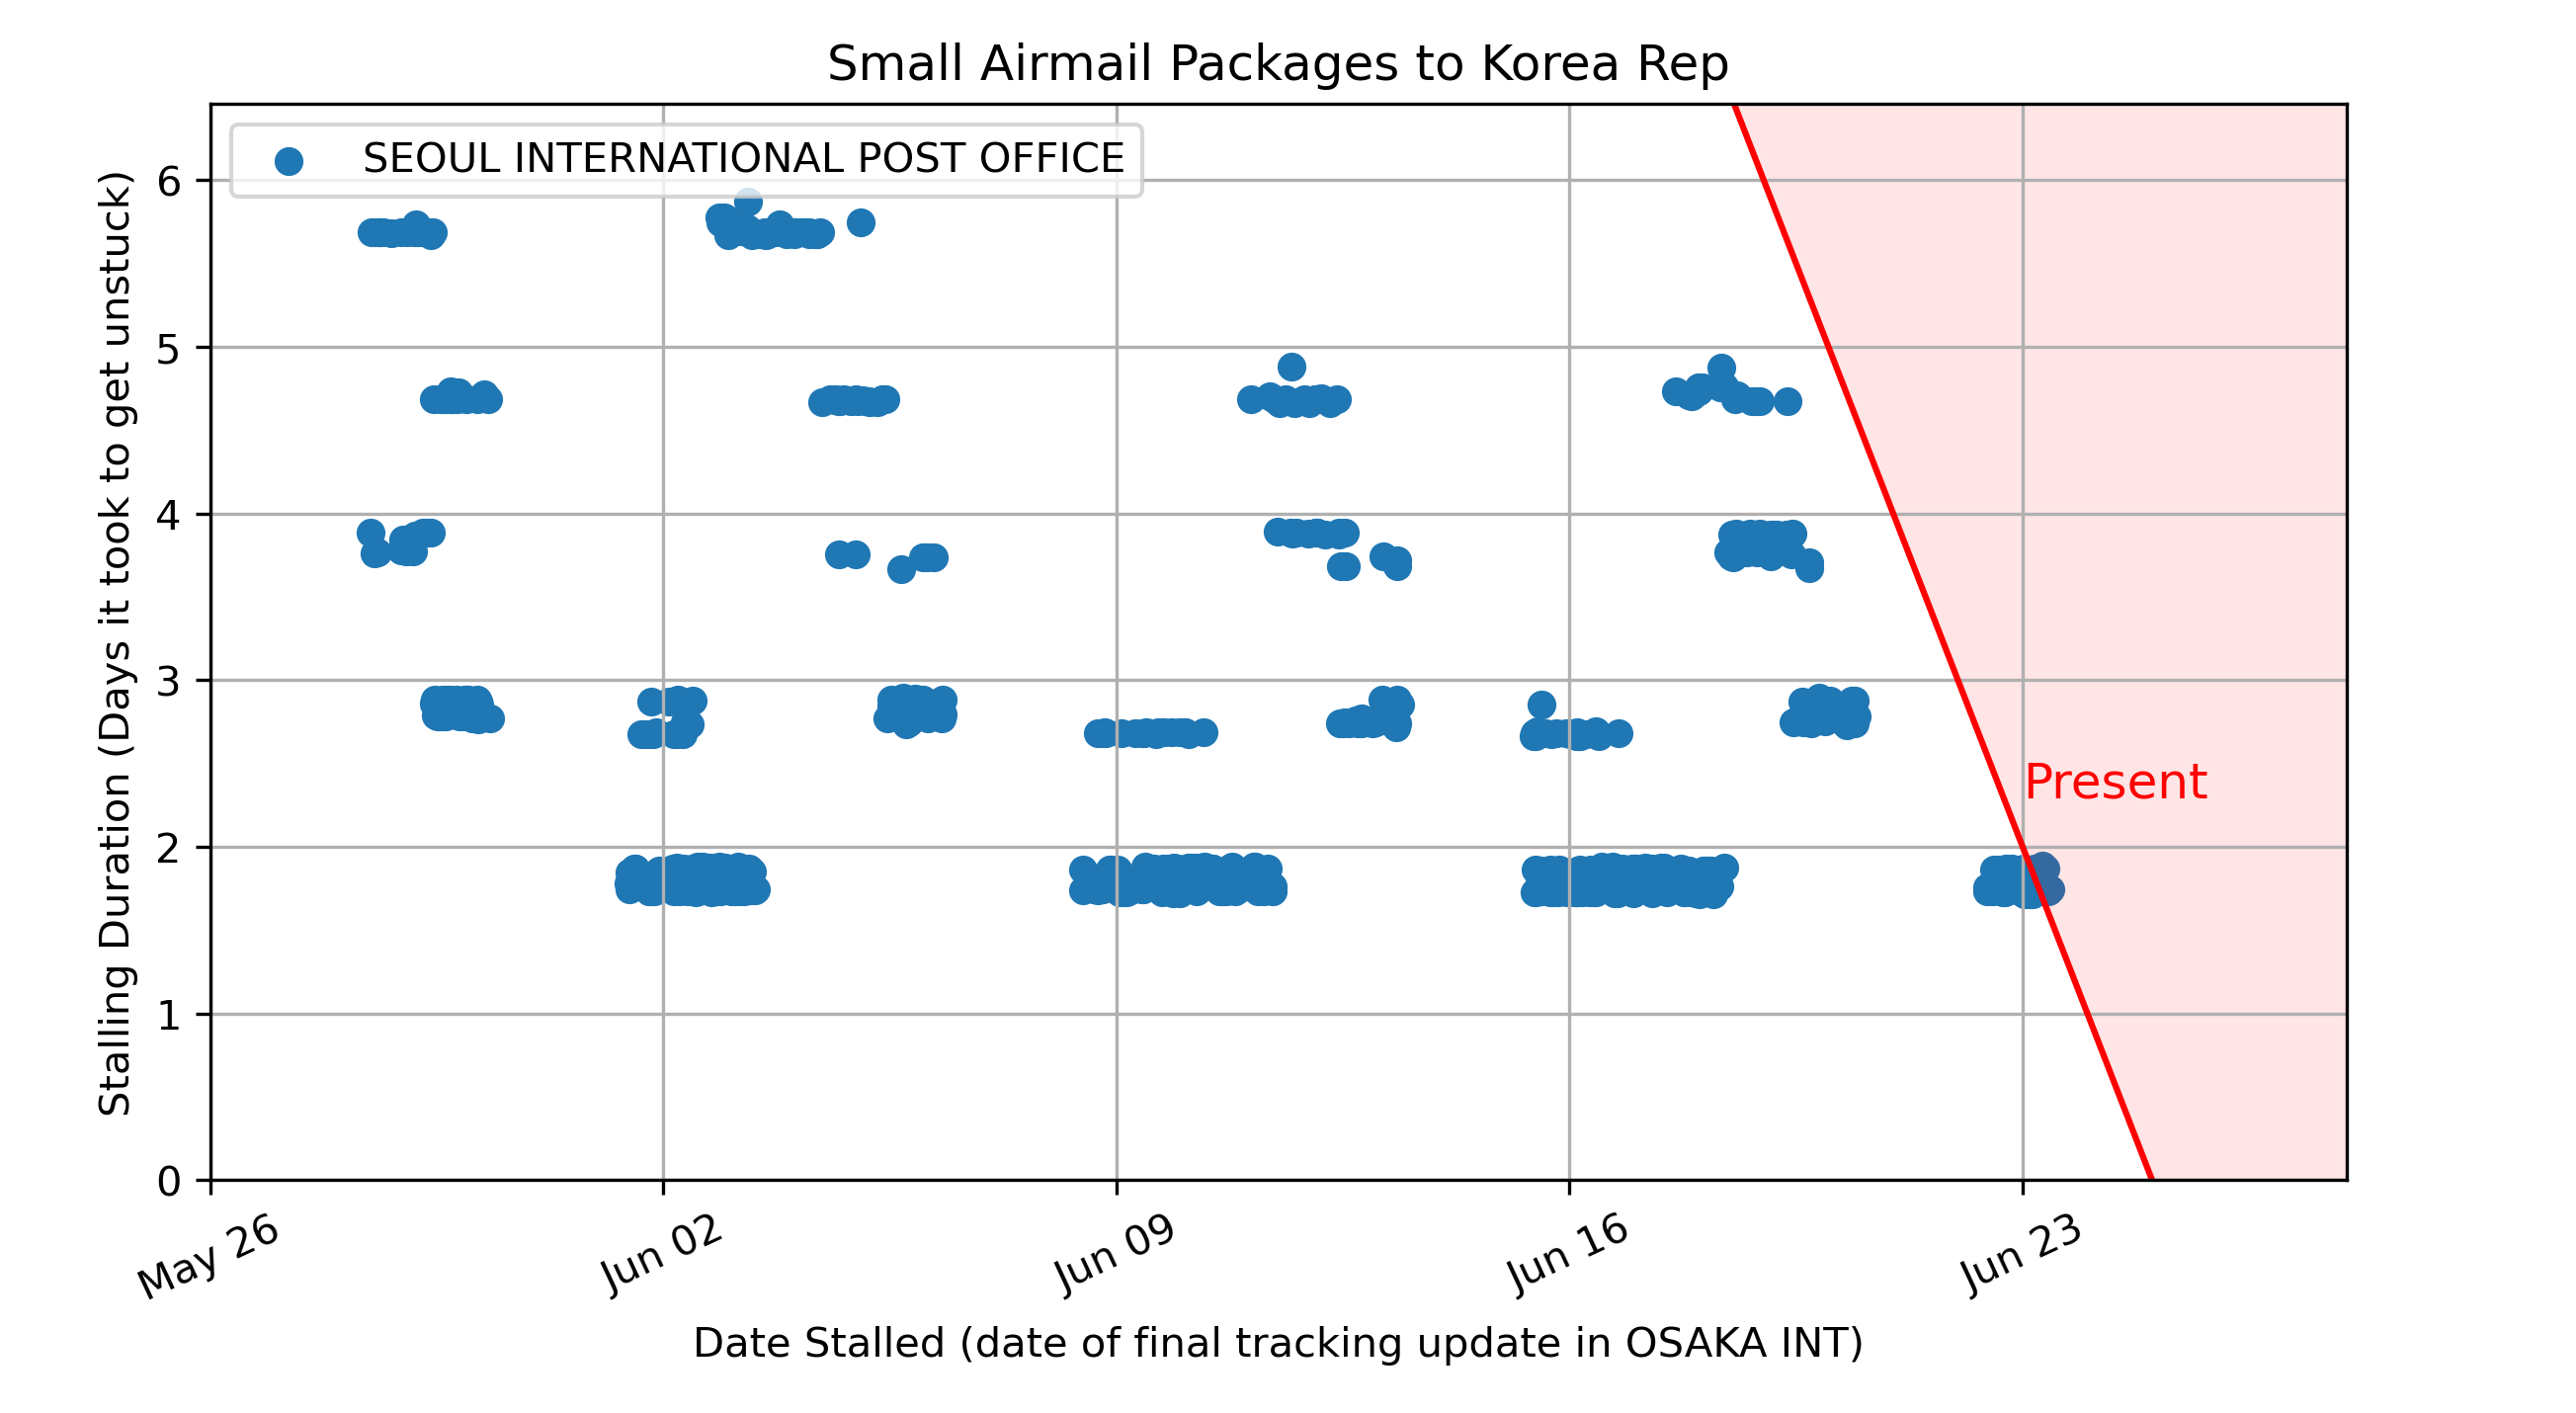 Small Airmail Packages to Korea Rep
SEOUL INTERNATIONAL POST OFFICE
Stalling Duration (Days it took to get unstuck)
6
5
4
3
2
1
0
Present
May 26
Jun 02
Jun 09
Jun 16
Jun 23
Date Stalled (date of final tracking update in OSAKA INT)